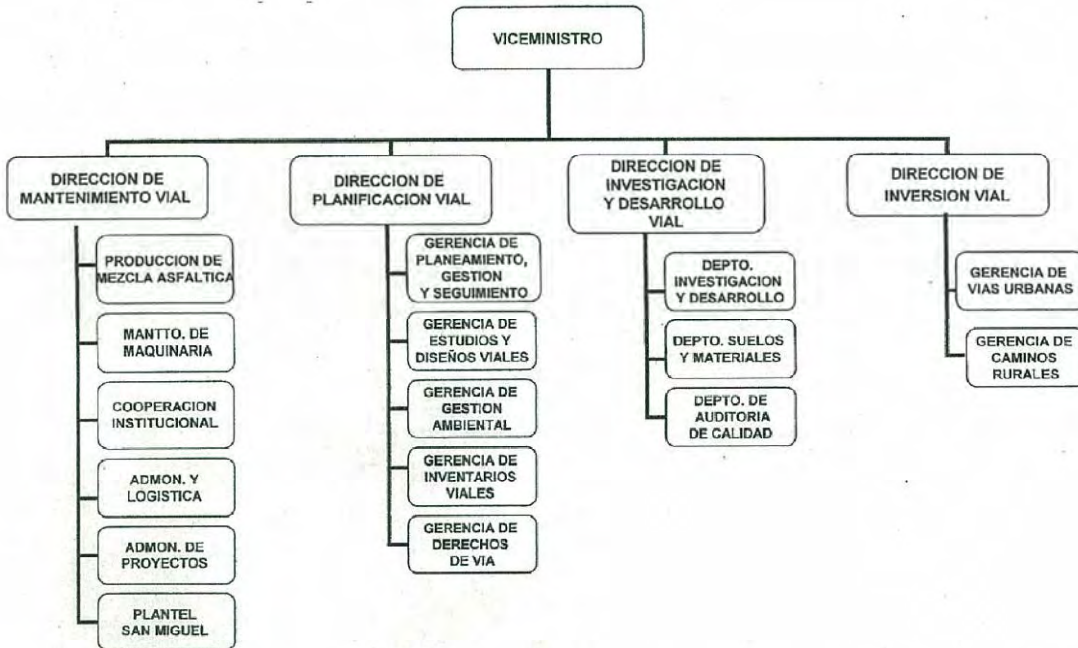 VICEMINISTRO
DIRECCION DE
MANTENIMIENTO VIAL
PRODUCCION DE
MEZCLA ASFALTICA
MANTTO. DE
MAQUINARIA
COOPERACION
INSTITUCIONAL
ADMON. Y
LOGISTICA
ADMON. DE
PROYECTOS
PLANTEL
SAN MIGUEL
DIRECCION DE
PLANIFICACION VIAL
GERENCIA DE
PLANEAMIENTO,
GESTION
Y SEGUIMIENTO
GERENCIA DE
ESTUDIOS Y
DISEÑOS VIALES
GERENCIA DE
GESTION
AMBIENTAL
GERENCIA DE
INVENTARIOS
VIALES
GERENCIA DE
DERECHOS
DE VIA
DIRECCION DE
INVESTIGACION
Y DESARROLLO
VIAL
DEPTO.
INVESTIGACION
Y DESARROLLO
DEPTO. SUELOS
Y MATERIALES
DEPTO. DE
AUDITORIA
DE CALIDAD
DIRECCION DE
INVERSION VIAL
GERENCIA DE
VIAS URBANAS
GERENCIA DE
CAMINOS
RURALES